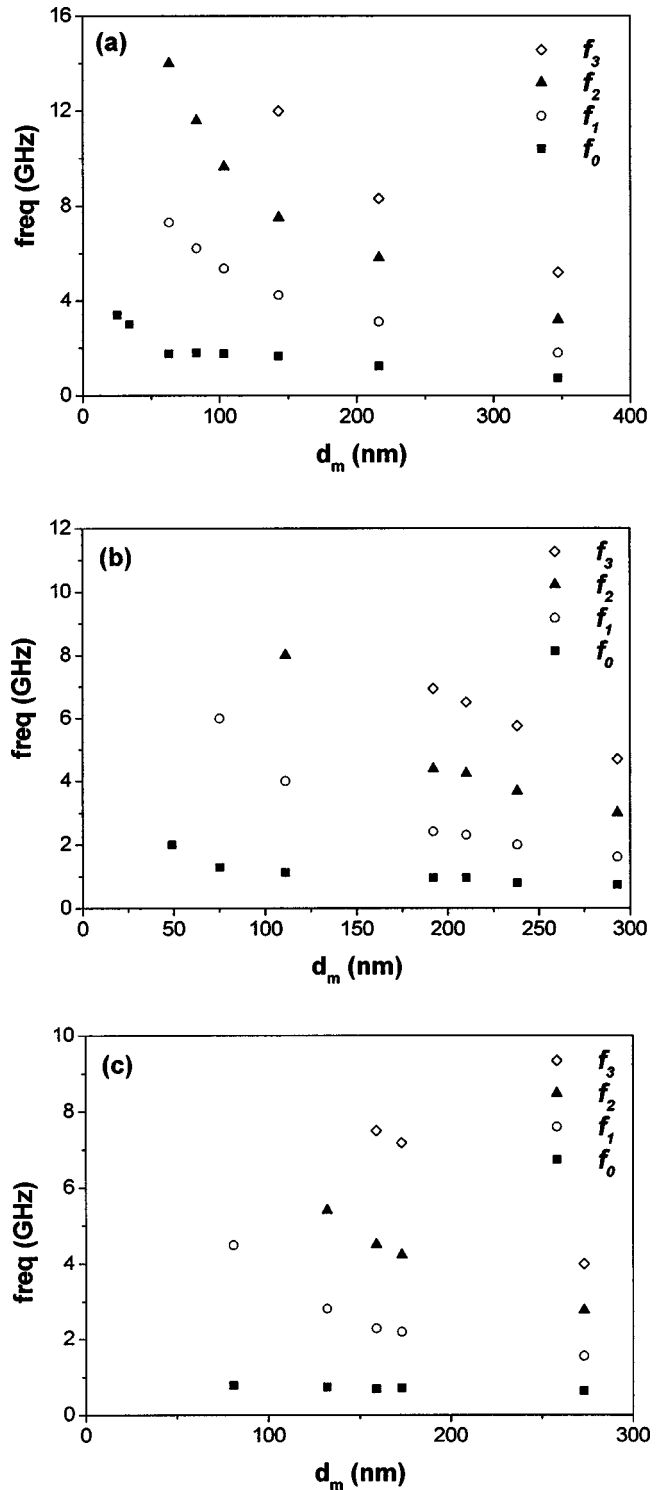 (a)
16
12
8
4
0
freq (GHz)
f3
f2
f1
f0
0 100 200 300 400
dm (nm)
(b)
12
10
8
6
4
2
0
freq (GHz)
f3
f2
f1
f0
0 50 100 150 200 250 300
dm (nm)
(c)
10
8
6
4
2
0
freq (GHz)
f3
f2
f1
f0
0 100 200 300
dm (nm)